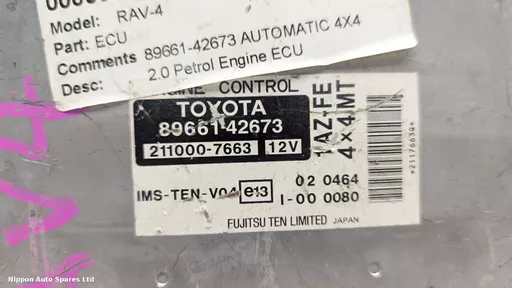 Model: RAV-4
Part: ECU
Comments 89661-42673 AUTOMATIC 4X4
Desc: 2.0 Petrol Engine ECU
CONTROL
TOYOTA
89661-42673
211000-7663 12V
1AZ-FE
4×4.MT
IMS-TEN-V04 e13
02 0464
I-00 0080
FUJITSU TEN LIMITED JAPAN
Nippon Auto Spares Ltd